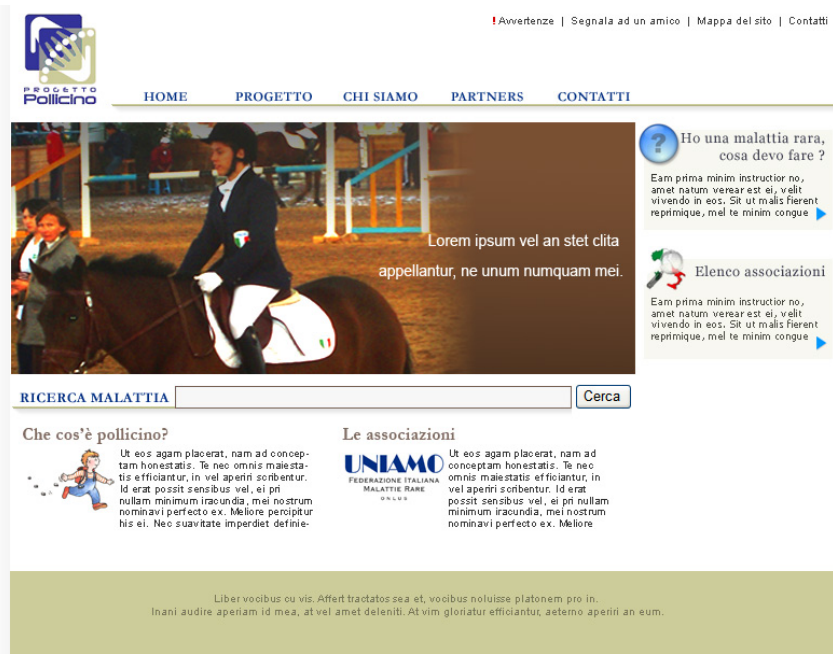 ! Avvertenze | Segnala ad un amico | Mappa del sito | Contatti
PROGETTO
Pollicino
HOME PROGETTO CHI SIAMO PARTNERS CONTATTI
Lorem ipsum vel an stet clita
appellantur, ne unum numquam mei.
?
Ho una malattia rara,
cosa devo fare ?
Eam prima minim instructior no,
amet natum verear est ei, velit
vivendo in eos. Sit ut malis fierent
reprimique, mel te minim congue
Elenco associazioni
Eam prima minim instructior no,
amet natum verear est ei, velit
vivendo in eos. Sit ut malis fierent
reprimique, mel te minim congue
RICERCA MALATTIA Cerca
Che cos'è pollicino?
Ut eos agam placerat, nam ad concep-
tam honestatis. Te nec omnis maiesta-
tis efficiantur, in vel aperiri scribentur.
Id erat possit sensibus vel, ei pri
nullam minimum iracundia, mei nostrum
nominavi perfecto ex. Meliore percipitur
his ei. Nec suavitate imperdiet definie-
Le associazioni
UNIAMO
FEDERAZIONE ITALIANA
MALATTIE RARE
ONLUS
Ut eos agam placerat, nam ad
conceptam honestatis. Te nec
omnis maiestatis efficiantur, in
vel aperiri scribentur. Id erat
possit sensibus vel, ei pri nullam
minimum iracundia, mei nostrum
nominavi perfecto ex. Meliore
Liber vocibus cu vis. Affert tractatos sea et, vocibus noluisse platonem pro in.
Inani audire aperiam id mea, at vel amet deleniti. At vim gloriatur efficiantur, aeterno aperiri an eum.